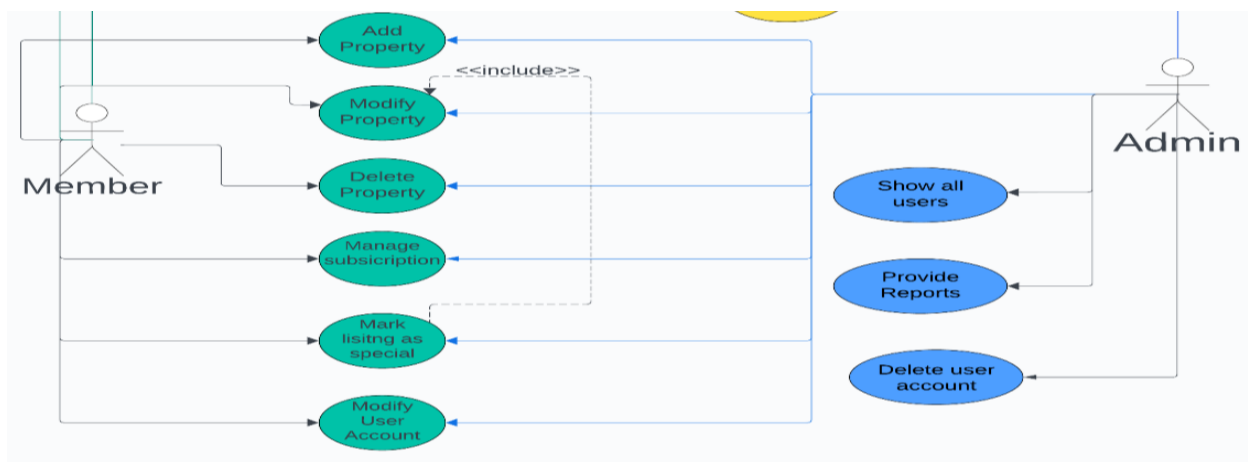 Add
Property
<<include>>
Modify
Property
Member
Delete
Property
Manage
subsicription
Mark
lisitng as
special
Modify
User
Account
Admin
Show all
users
Provide
Reports
Delete user
account